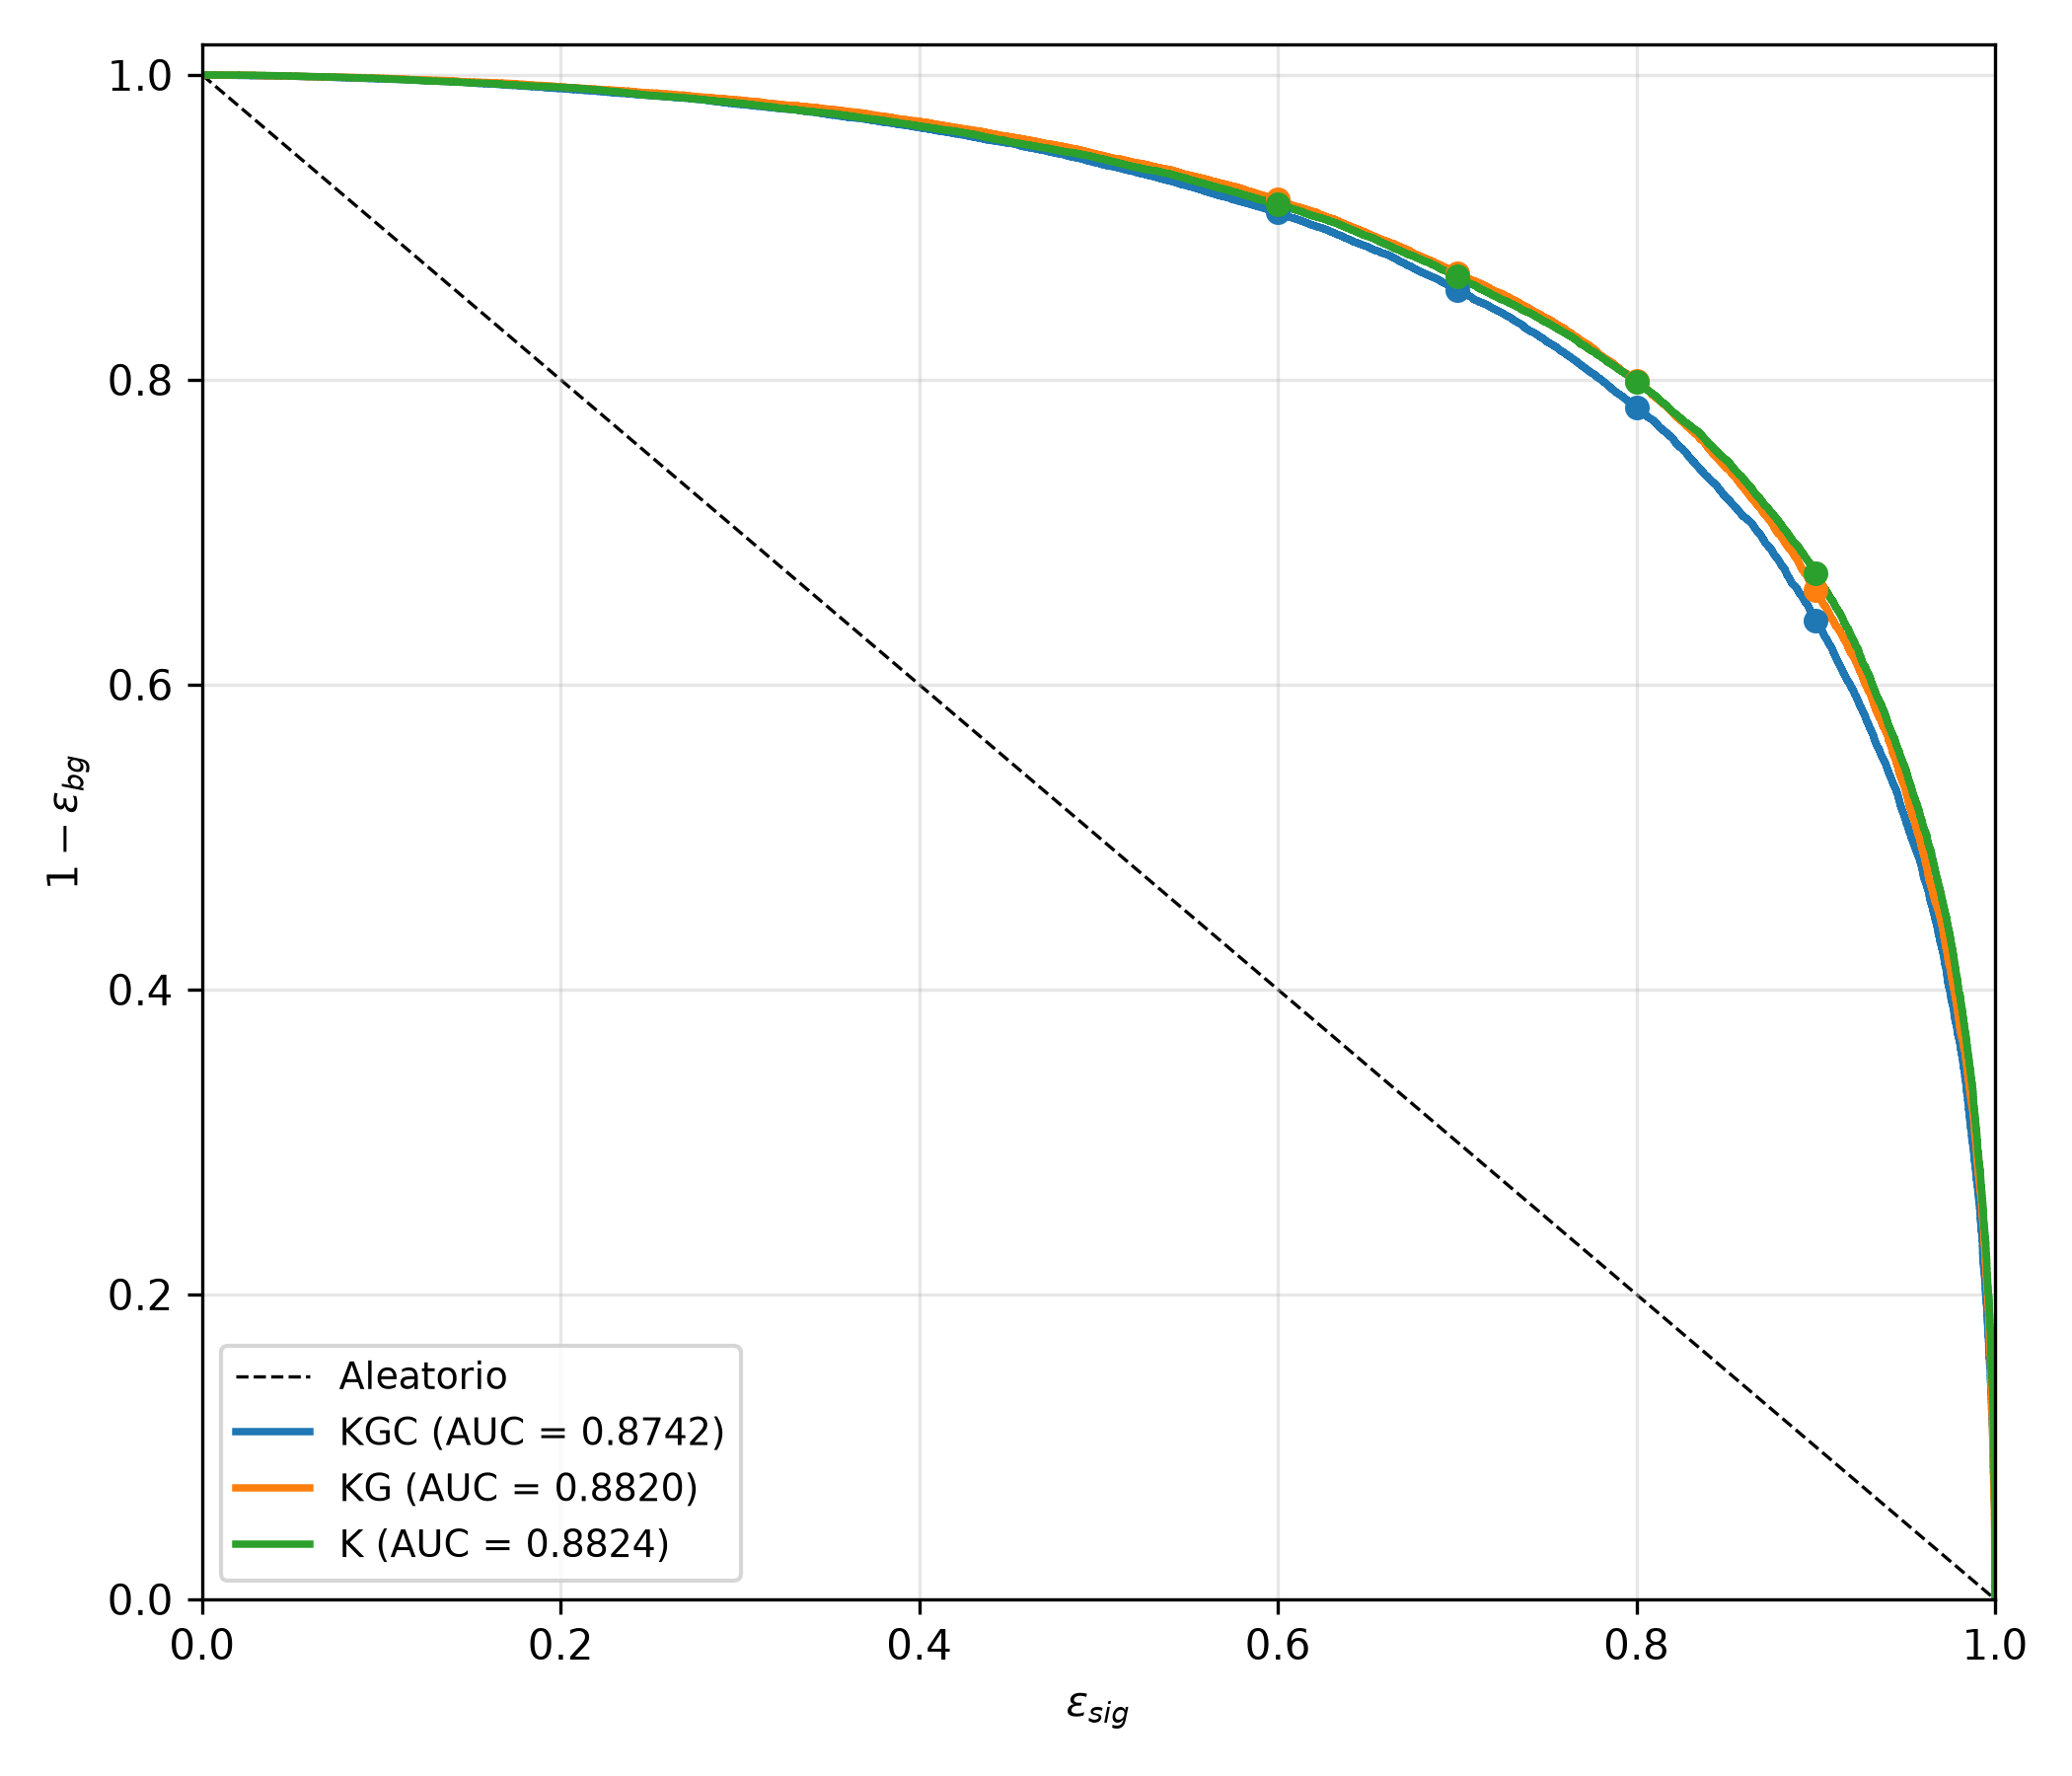 1.0
0.8
0.6
0.4
0.2
0.0
1 − ε_bg
Aleatorio
KGC (AUC = 0.8742)
KG (AUC = 0.8820)
K (AUC = 0.8824)
0.0 0.2 0.4 0.6 0.8 1.0
ε_sig